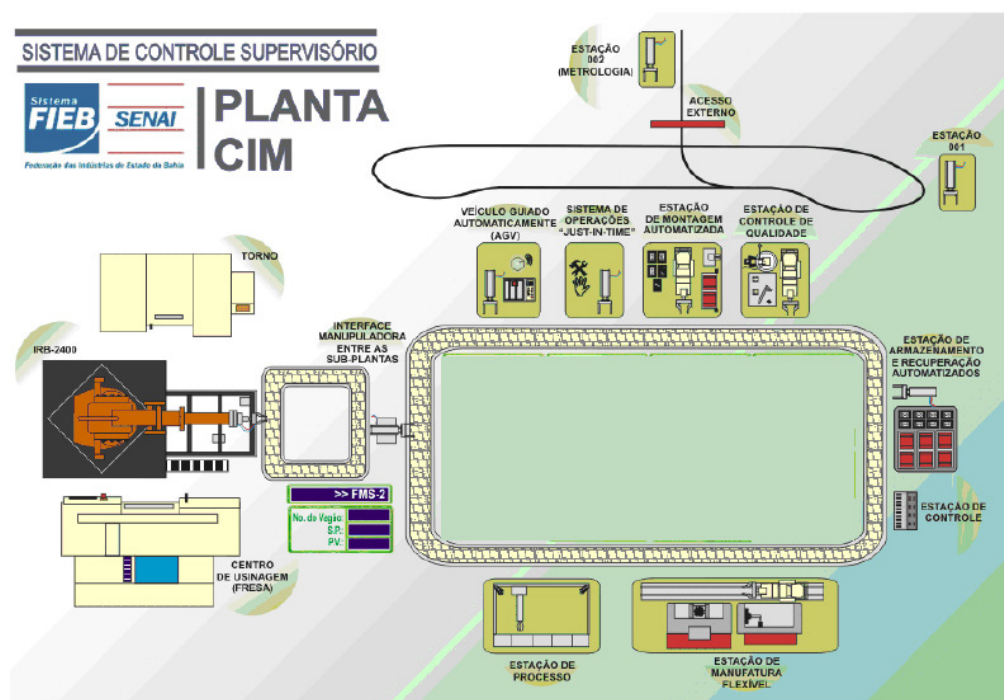 SISTEMA DE CONTROLE SUPERVISÓRIO
Sistema
FIEB
SENAI
Federação das Indústrias do Estado da Bahia
PLANTA
CIM
ESTAÇÃO
002
(METROLOGIA)
ACESSO
EXTERNO
ESTAÇÃO
001
VEÍCULO GUIADO
AUTOMATICAMENTE
(AGV)
SISTEMA DE
OPERAÇÕES
"JUST-IN-TIME"
ESTAÇÃO
DE MONTAGEM
AUTOMATIZADA
ESTAÇÃO DE
CONTROLE DE
QUALIDADE
TORNO
IRB-2400
INTERFACE
MANUPULADORA
ENTRE AS
SUB-PLANTAS
ESTAÇÃO DE
ARMAZENAMENTO
E RECUPERAÇÃO
AUTOMATIZADOS
>> FMS-2
No. do Vagão:
S.P.:
PV.:
ESTAÇÃO DE
CONTROLE
CENTRO
DE USINAGEM
(FRESA)
ESTAÇÃO DE
PROCESSO
ESTAÇÃO DE
MANUFATURA
FLEXÍVEL